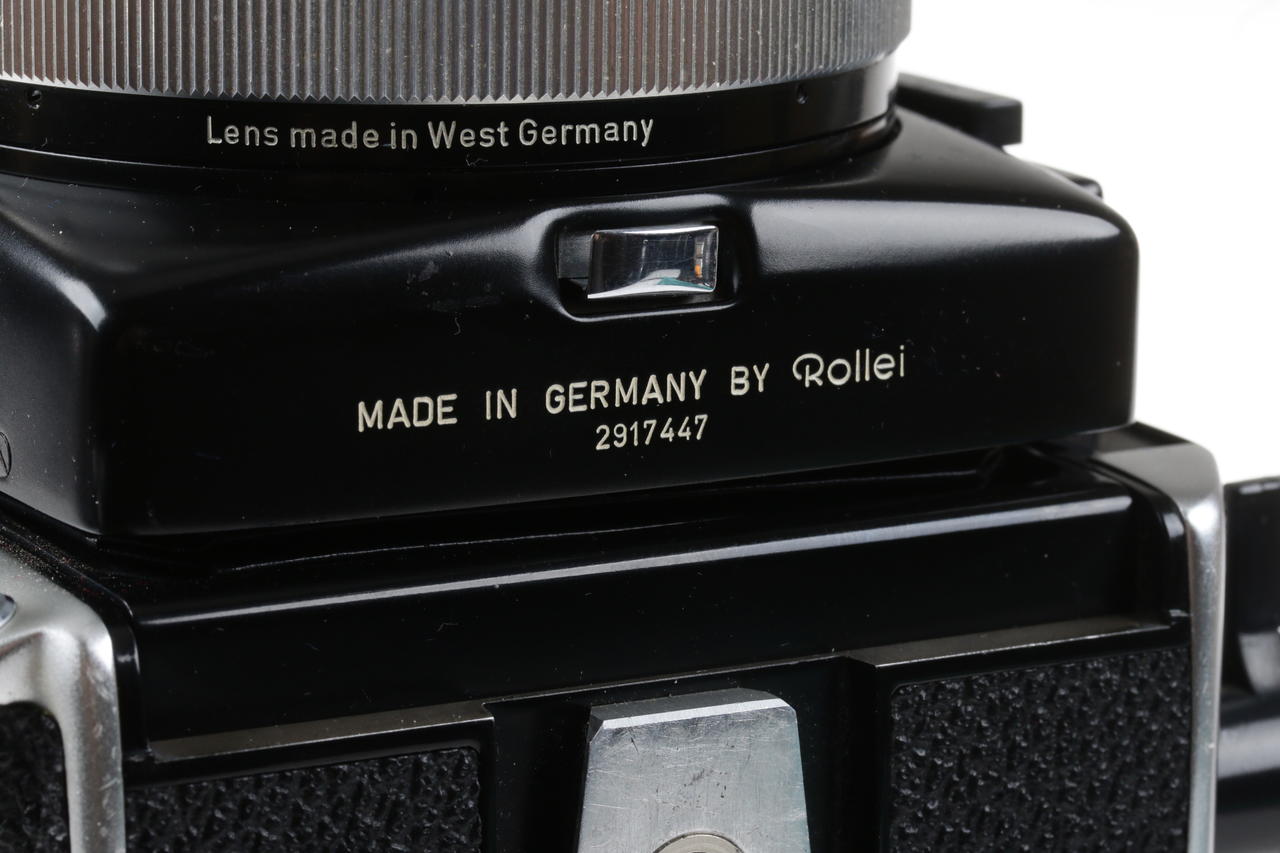 Lens made in West Germany
MADE IN GERMANY BY Rollei
2917447